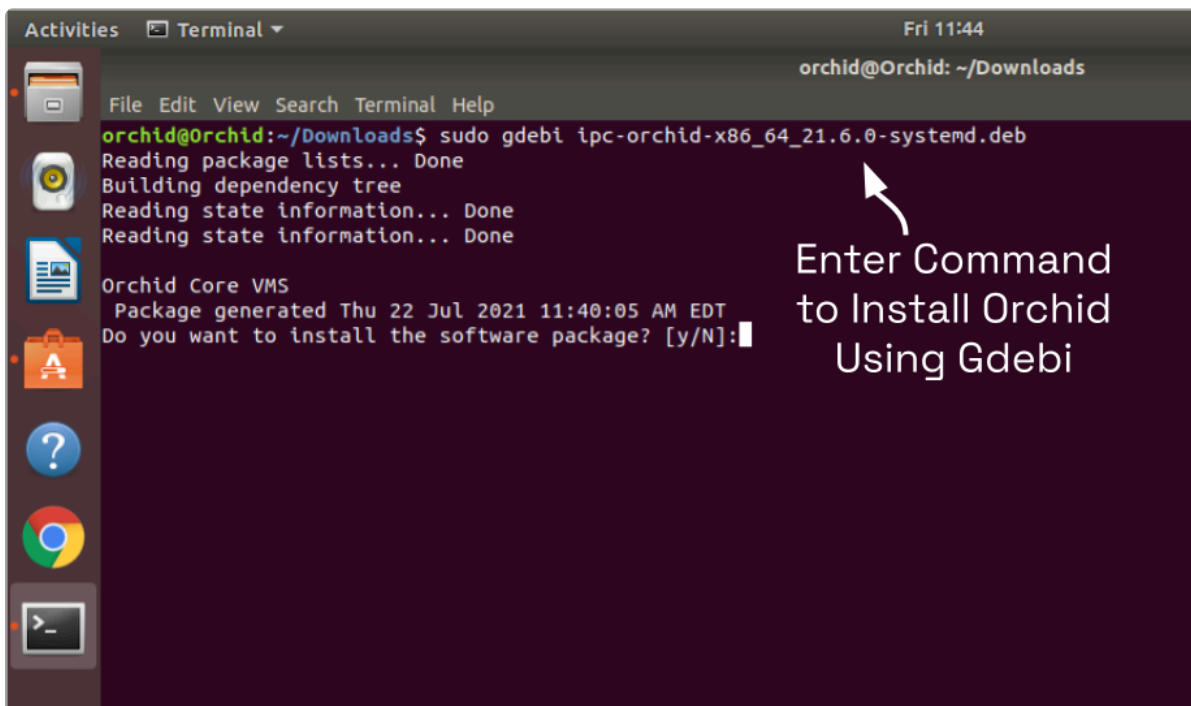 Activities Terminal Fri 11:44
orchid@Orchid: ~/Downloads
File Edit View Search Terminal Help
orchid@Orchid:~/Downloads$ sudo gdebi ipc-orchid-x86_64_21.6.0-systemd.deb
Reading package lists... Done
Building dependency tree
Reading state information... Done
Reading state information... Done
Orchid Core VMS
Package generated Thu 22 Jul 2021 11:40:05 AM EDT
Do you want to install the software package? [y/N]:
Enter Command
to Install Orchid
Using Gdebi